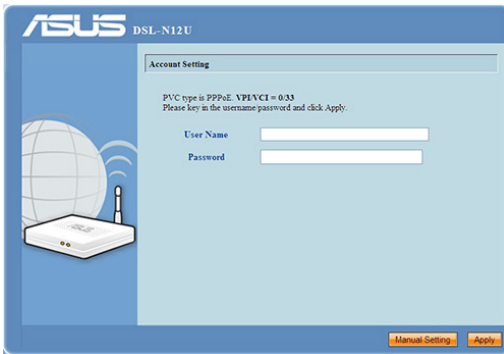 ASUS DSL-N12U
Account Setting
PVC type is PPPoE. VPI/VCI = 0/33
Please key in the username/password and click Apply.
User Name
Password
ASUS
Manual Setting Apply